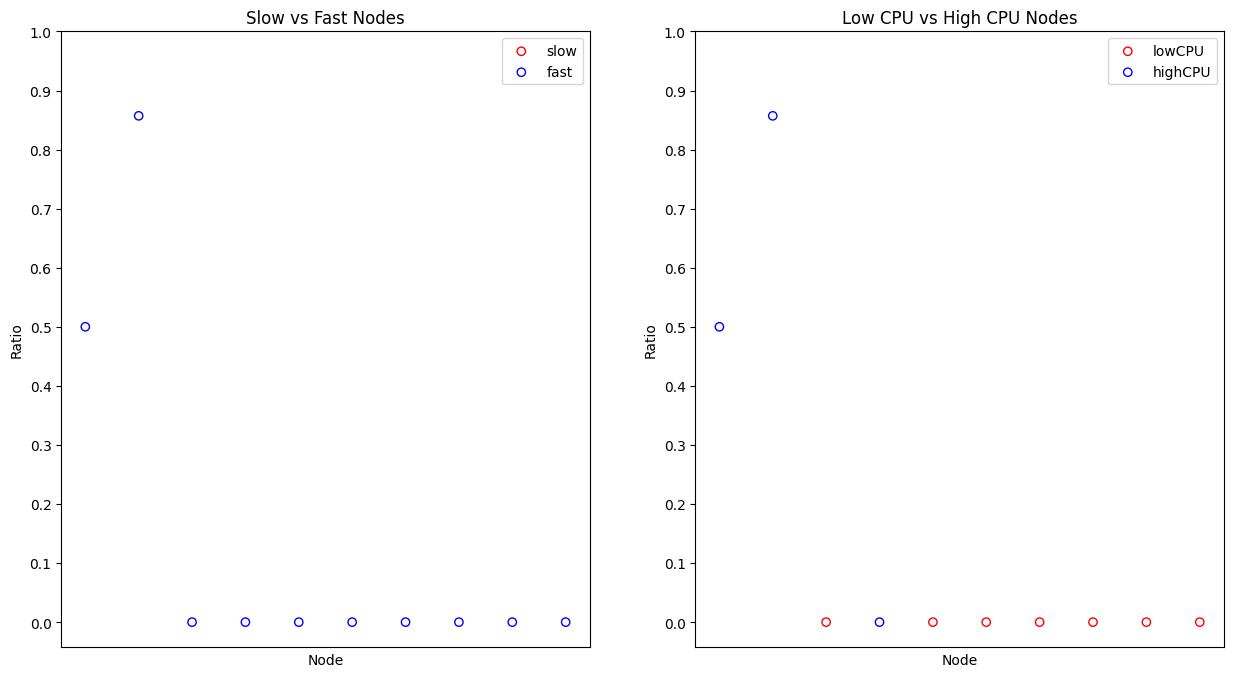 Slow vs Fast Nodes
1.0
0.9
0.8
0.7
0.6
0.5
0.4
0.3
0.2
0.1
0.0
Ratio
Node
slow
fast
Low CPU vs High CPU Nodes
1.0
0.9
0.8
0.7
0.6
0.5
0.4
0.3
0.2
0.1
0.0
Ratio
Node
lowCPU
highCPU